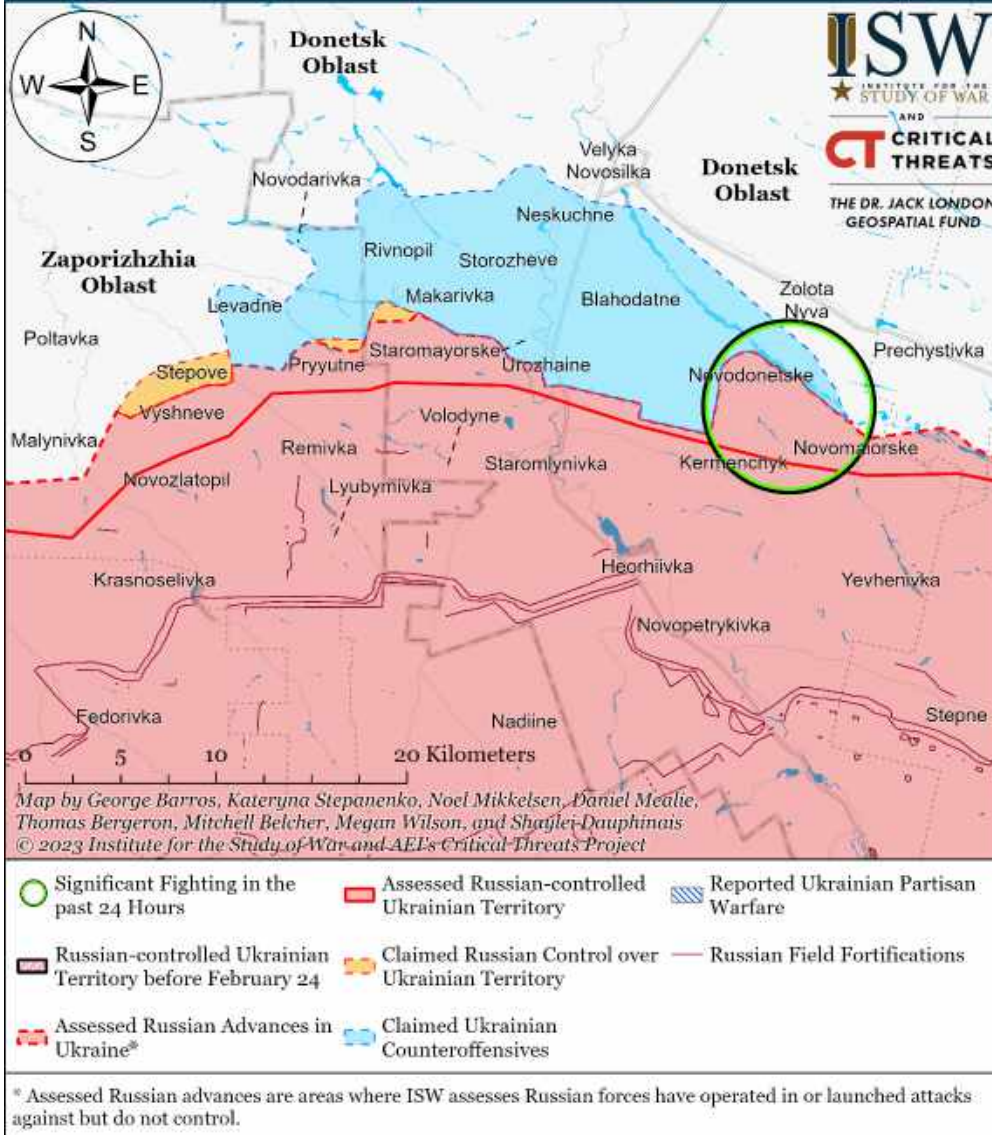 N
W E
S
Donetsk
Oblast
ISW
INSTITUTE FOR THE
STUDY OF WAR
AND
CT CRITICAL
THREATS
THE DR. JACK LONDON
GEOSPATIAL FUND
Velyka
Novosilka
Donetsk
Oblast
Novodarivka
Neskuchne
Rivnopil
Storozheve
Zaporizhzhia
Oblast
Levadne
Makarivka
Blahodatne
Zolota
Nyva
Poltavka
Staromayorske
Prechystivka
Stepove
Pryyutne
Urozhaine
Novodonetske
Vyshneve
Volodyne
Malynivka
Remivka
Novomaiorske
Staromlynivka
Kermenchyk
Novozlatopil
Lyubymivka
Krasnoselivka
Heorhiivka
Yevhenivka
Novopetrykivka
Fedorivka
Nadiine
Stepne
0 5 10 20 Kilometers
Map by George Barros, Kateryna Stepanenko, Noel Mikkelsen, Daniel Mealie,
Thomas Bergeron, Mitchell Belcher, Megan Wilson, and Shaylei Dauphinais
© 2023 Institute for the Study of War and AEI's Critical Threats Project
Significant Fighting in the
past 24 Hours
Russian-controlled Ukrainian
Territory before February 24
Assessed Russian Advances in
Ukraine*
Assessed Russian-controlled
Ukrainian Territory
Claimed Russian Control over
Ukrainian Territory
Claimed Ukrainian
Counteroffensives
Reported Ukrainian Partisan
Warfare
Russian Field Fortifications
* Assessed Russian advances are areas where ISW assesses Russian forces have operated in or launched attacks
against but do not control.